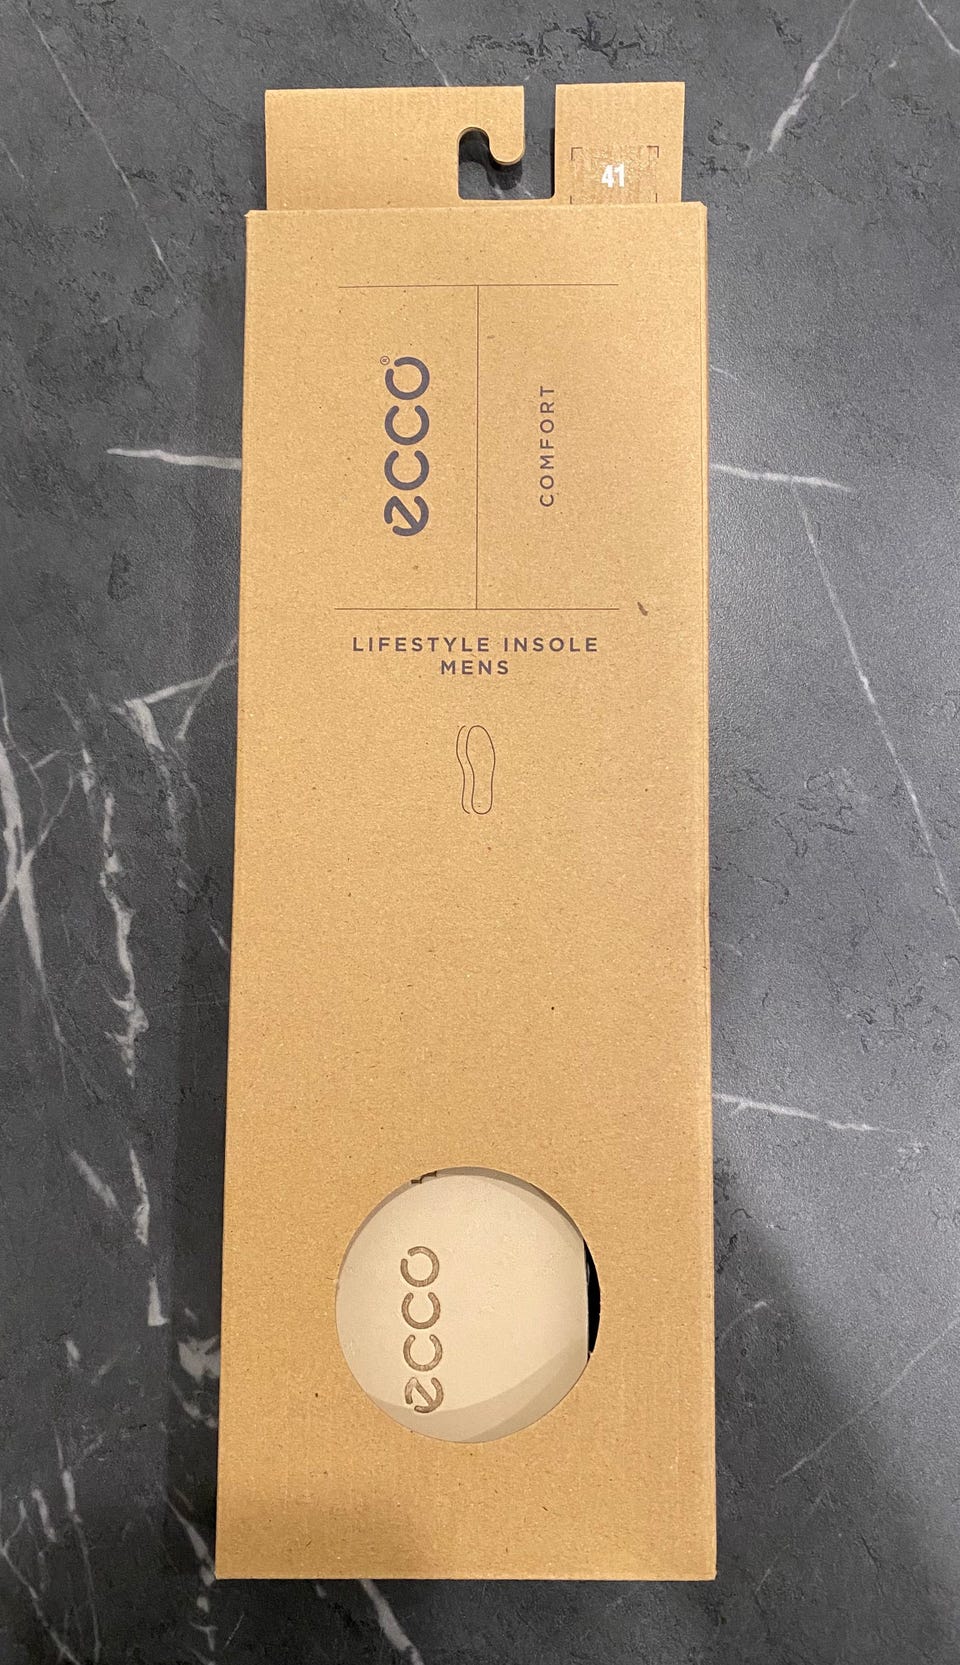 41
ecco®
COMFORT
LIFESTYLE INSOLE
MENS
ecco